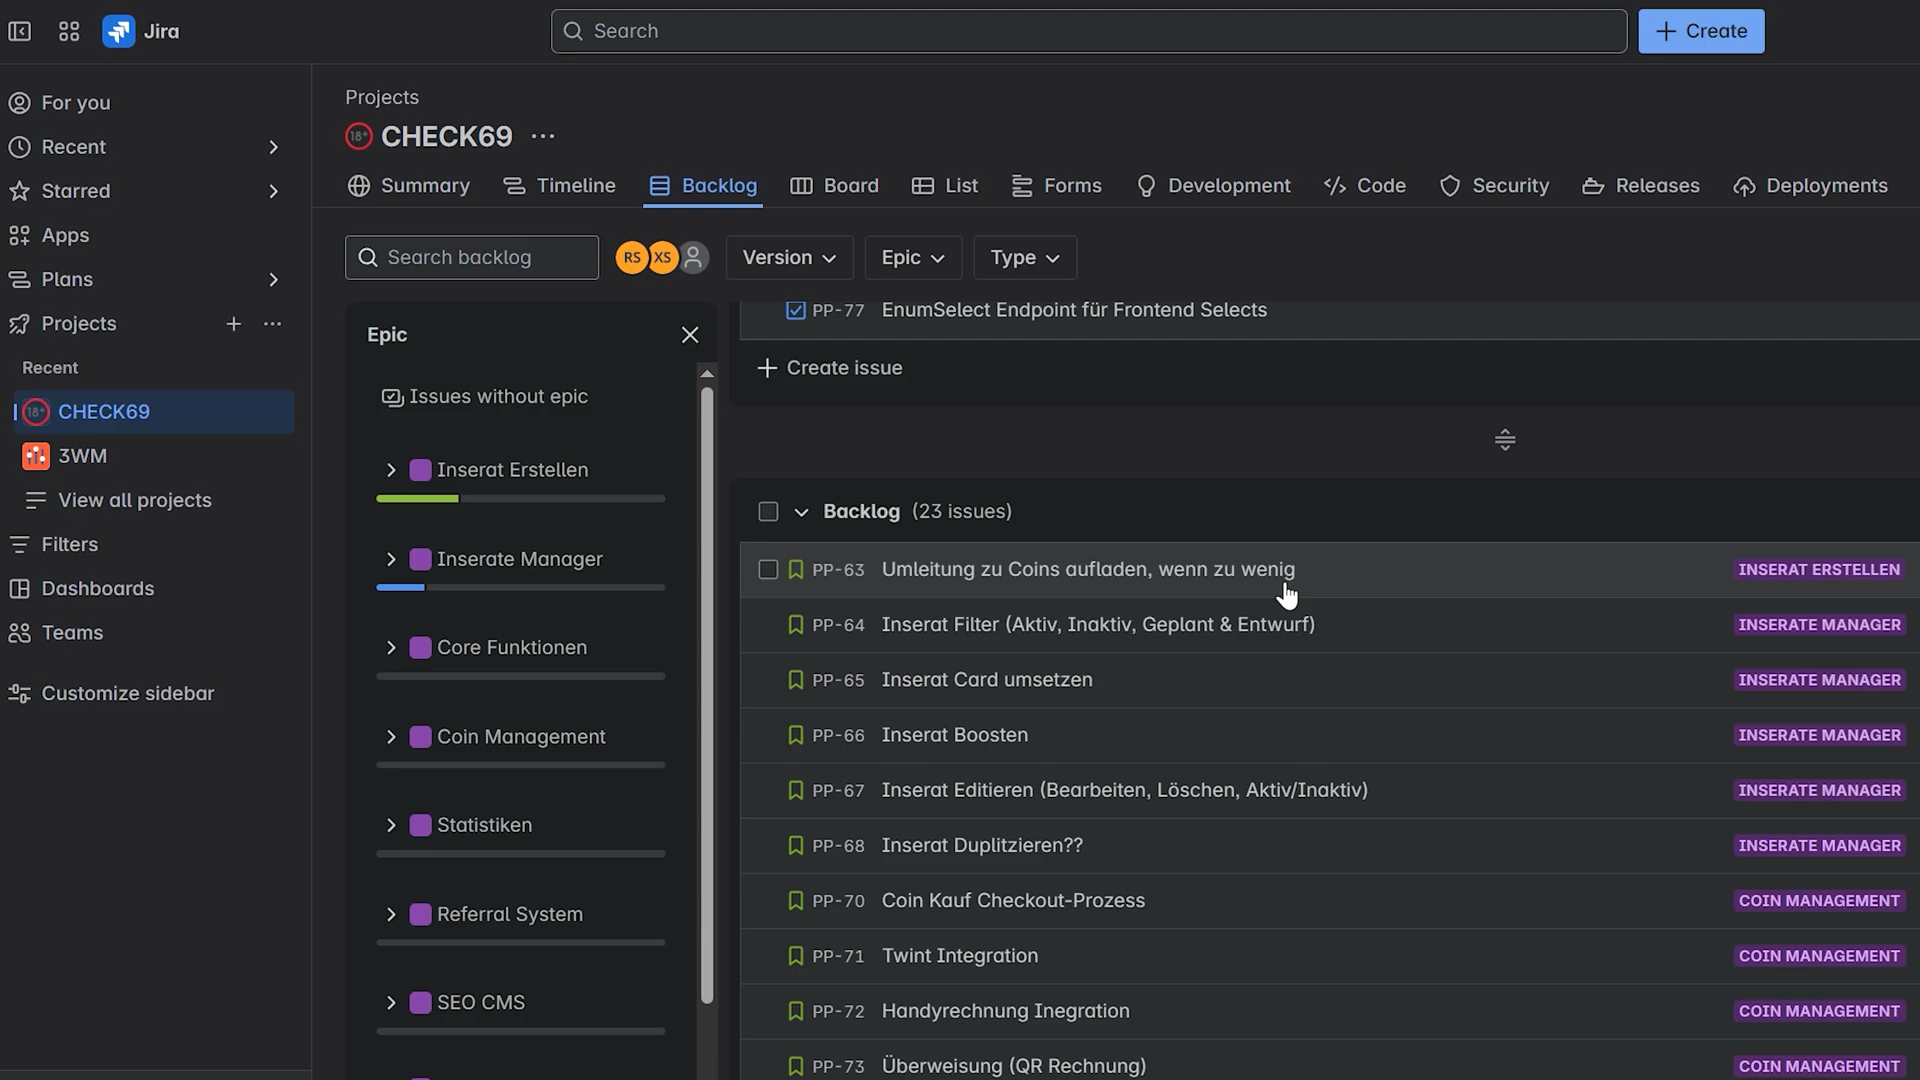 Jira
Search
Create
For you
Recent
Starred
Apps
Plans
Projects
Recent
18+ CHECK69
3WM
View all projects
Filters
Dashboards
Teams
Customize sidebar
Projects
18+ CHECK69
Summary Timeline Backlog Board List Forms Development Code Security Releases Deployments
Search backlog RS XS Version Epic Type
Epic
Issues without epic
Inserat Erstellen
Inserate Manager
Core Funktionen
Coin Management
Statistiken
Referral System
SEO CMS
PP-77 EnumSelect Endpoint für Frontend Selects
Create issue
Backlog (23 issues)
PP-63 Umleitung zu Coins aufladen, wenn zu wenig INSERAT ERSTELLEN
PP-64 Inserat Filter (Aktiv, Inaktiv, Geplant & Entwurf) INSERATE MANAGER
PP-65 Inserat Card umsetzen INSERATE MANAGER
PP-66 Inserat Boosten INSERATE MANAGER
PP-67 Inserat Editieren (Bearbeiten, Löschen, Aktiv/Inaktiv) INSERATE MANAGER
PP-68 Inserat Duplitzieren?? INSERATE MANAGER
PP-70 Coin Kauf Checkout-Prozess COIN MANAGEMENT
PP-71 Twint Integration COIN MANAGEMENT
PP-72 Handyrechnung Inegration COIN MANAGEMENT
PP-73 Überweisung (QR Rechnung) COIN MANAGEMENT